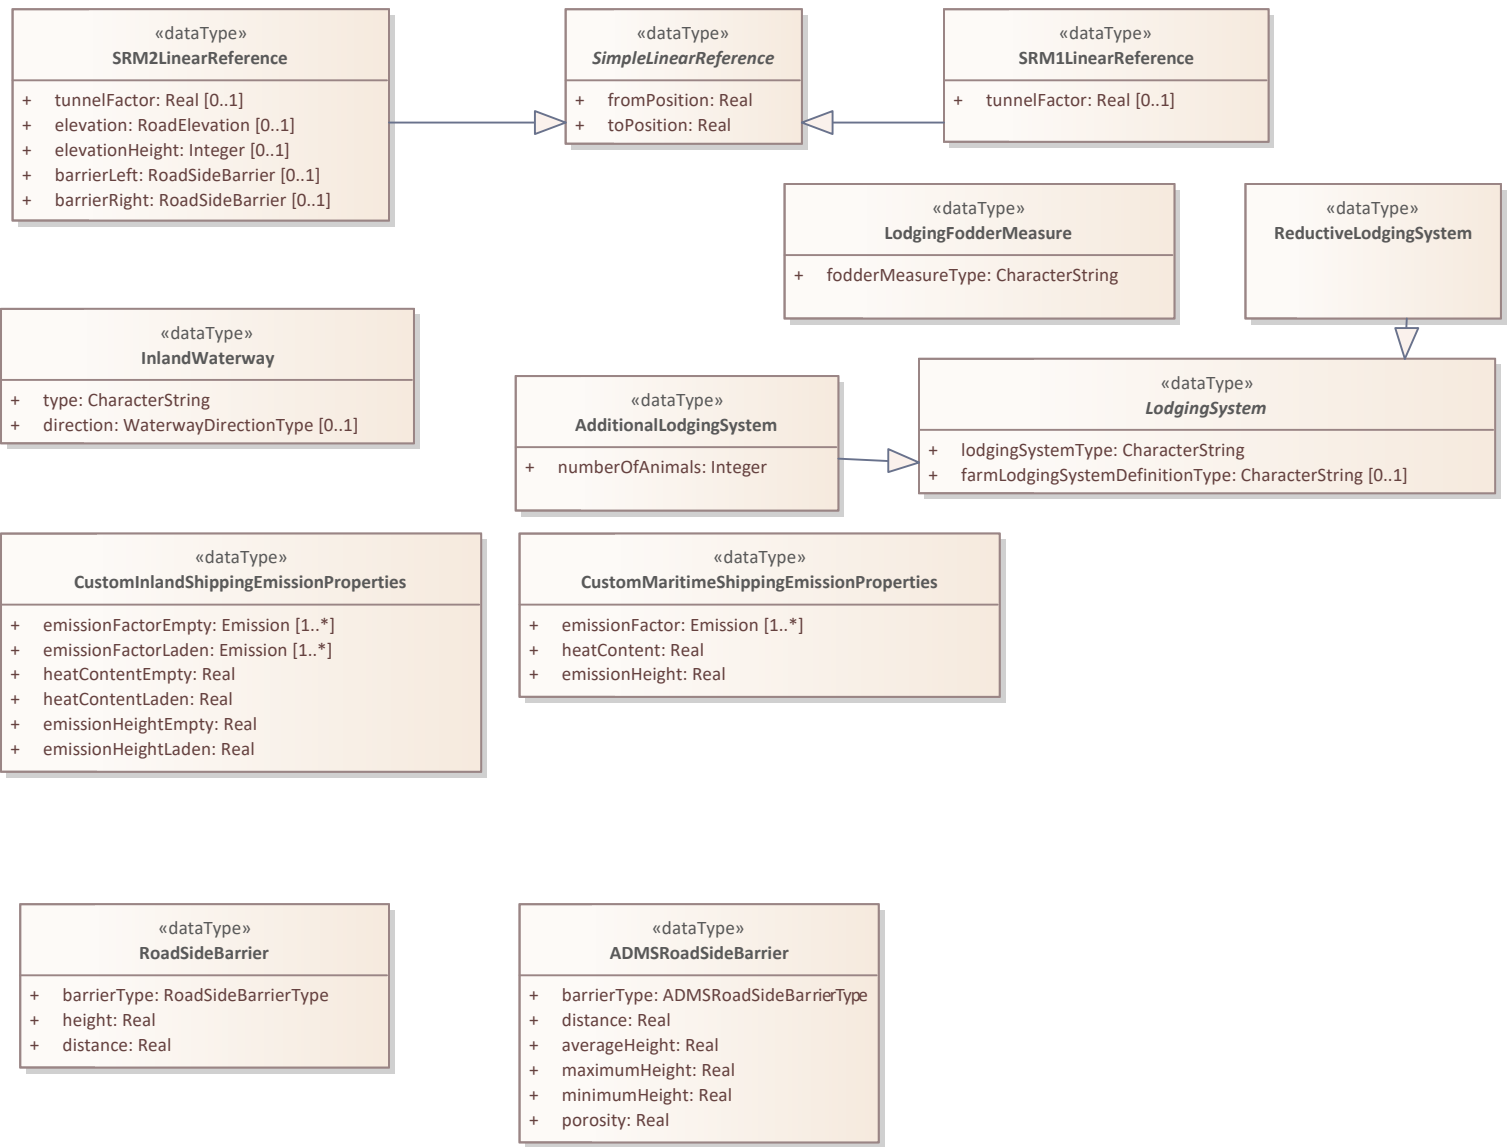 «dataType»
SRM2LinearReference
+ tunnelFactor: Real [0..1]
+ elevation: RoadElevation [0..1]
+ elevationHeight: Integer [0..1]
+ barrierLeft: RoadSideBarrier [0..1]
+ barrierRight: RoadSideBarrier [0..1]
«dataType»
SimpleLinearReference
+ fromPosition: Real
+ toPosition: Real
«dataType»
SRM1LinearReference
+ tunnelFactor: Real [0..1]
«dataType»
LodgingFodderMeasure
+ fodderMeasureType: CharacterString
«dataType»
ReductiveLodgingSystem
«dataType»
InlandWaterway
+ type: CharacterString
+ direction: WaterwayDirectionType [0..1]
«dataType»
AdditionalLodgingSystem
+ numberOfAnimals: Integer
«dataType»
LodgingSystem
+ lodgingSystemType: CharacterString
+ farmLodgingSystemDefinitionType: CharacterString [0..1]
«dataType»
CustomInlandShippingEmissionProperties
+ emissionFactorEmpty: Emission [1..*]
+ emissionFactorLaden: Emission [1..*]
+ heatContentEmpty: Real
+ heatContentLaden: Real
+ emissionHeightEmpty: Real
+ emissionHeightLaden: Real
«dataType»
CustomMaritimeShippingEmissionProperties
+ emissionFactor: Emission [1..*]
+ heatContent: Real
+ emissionHeight: Real
«dataType»
RoadSideBarrier
+ barrierType: RoadSideBarrierType
+ height: Real
+ distance: Real
«dataType»
ADMSRoadSideBarrier
+ barrierType: ADMSRoadSideBarrierType
+ distance: Real
+ averageHeight: Real
+ maximumHeight: Real
+ minimumHeight: Real
+ porosity: Real